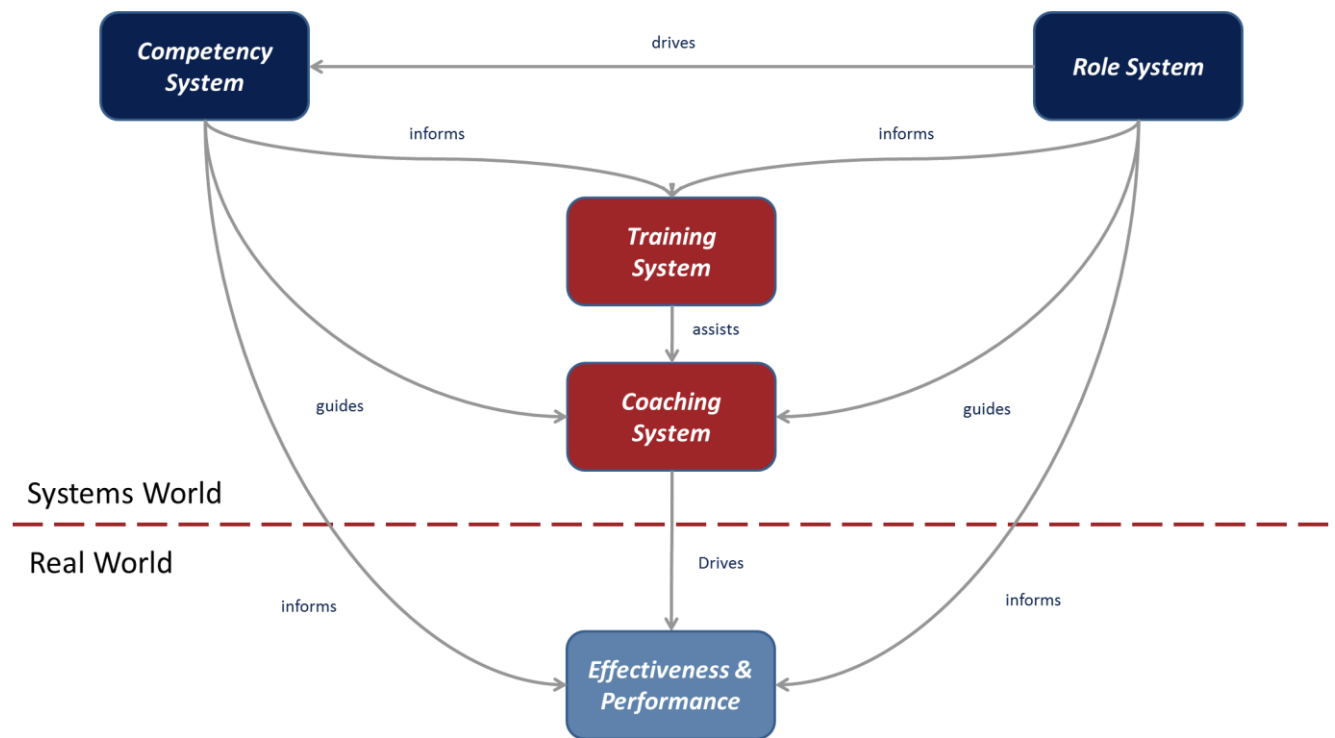 Competency
System
drives
Role System
informs
informs
Training
System
assists
Coaching
System
guides
guides
Systems World
Real World
Drives
informs
informs
Effectiveness &
Performance